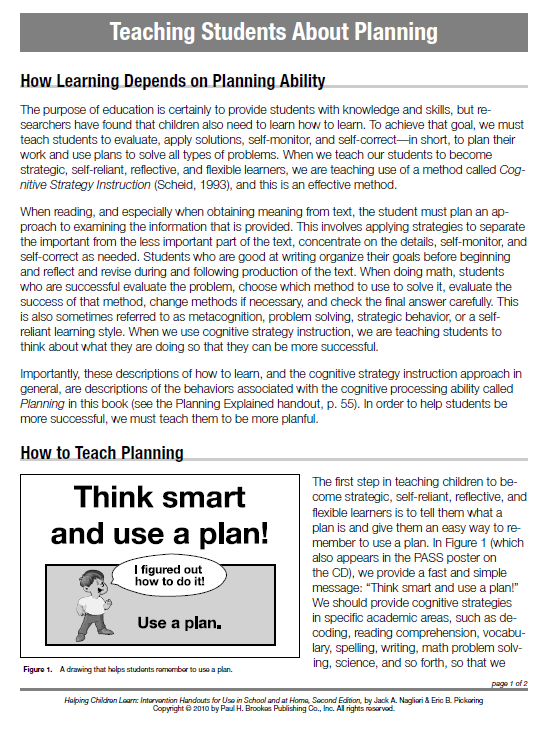 Teaching Students About Planning
How Learning Depends on Planning Ability
The purpose of education is certainly to provide students with knowledge and skills, but re-
searchers have found that children also need to learn how to learn. To achieve that goal, we must
teach students to evaluate, apply solutions, self-monitor, and self-correct—in short, to plan their
work and use plans to solve all types of problems. When we teach our students to become
strategic, self-reliant, reflective, and flexible learners, we are teaching use of a method called Cog-
nitive Strategy Instruction (Scheid, 1993), and this is an effective method.
When reading, and especially when obtaining meaning from text, the student must plan an ap-
proach to examining the information that is provided. This involves applying strategies to separate
the important from the less important part of the text, concentrate on the details, self-monitor, and
self-correct as needed. Students who are good at writing organize their goals before beginning
and reflect and revise during and following production of the text. When doing math, students
who are successful evaluate the problem, choose which method to use to solve it, evaluate the
success of that method, change methods if necessary, and check the final answer carefully. This
is also sometimes referred to as metacognition, problem solving, strategic behavior, or a self-
reliant learning style. When we use cognitive strategy instruction, we are teaching students to
think about what they are doing so that they can be more successful.
Importantly, these descriptions of how to learn, and the cognitive strategy instruction approach in
general, are descriptions of the behaviors associated with the cognitive processing ability called
Planning in this book (see the Planning Explained handout, p. 55). In order to help students be
more successful, we must teach them to be more planful.
How to Teach Planning
Think smart
and use a plan!
I figured out
how to do it!
Use a plan.
Figure 1. A drawing that helps students remember to use a plan.
The first step in teaching children to be-
come strategic, self-reliant, reflective, and
flexible learners is to tell them what a
plan is and give them an easy way to re-
member to use a plan. In Figure 1 (which
also appears in the PASS poster on
the CD), we provide a fast and simple
message: “Think smart and use a plan!”
We should provide cognitive strategies
in specific academic areas, such as de-
coding, reading comprehension, vocabu-
lary, spelling, writing, math problem solv-
ing, science, and so forth, so that we
page 1 of 2
Helping Children Learn: Intervention Handouts for Use in School and at Home, Second Edition, by Jack A. Naglieri & Eric B. Pickering
Copyright © 2010 by Paul H. Brookes Publishing Co., Inc. All rights reserved.